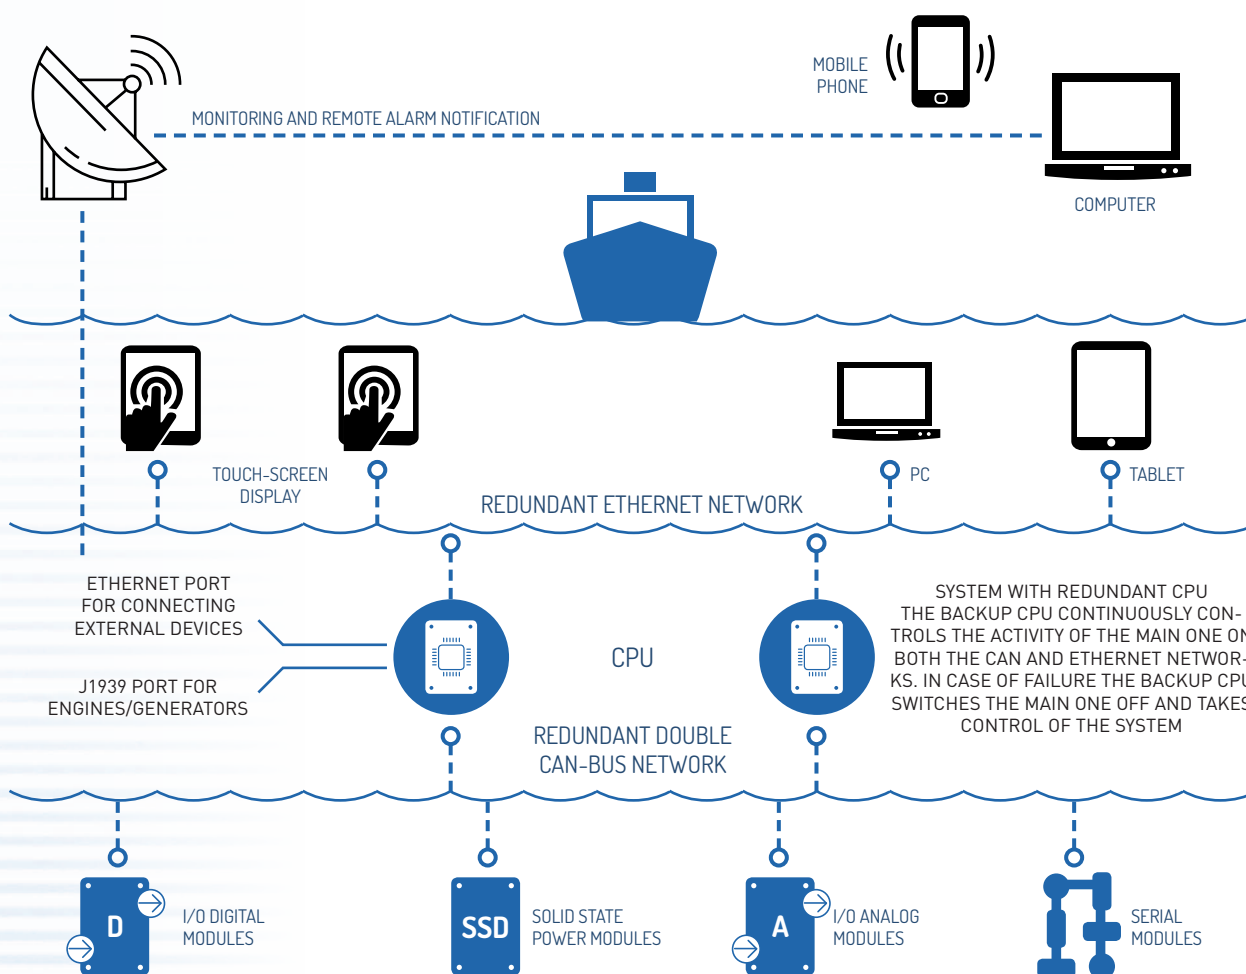 MOBILE
PHONE
MONITORING AND REMOTE ALARM NOTIFICATION
COMPUTER
TOUCH-SCREEN
DISPLAY
PC
TABLET
REDUNDANT ETHERNET NETWORK
ETHERNET PORT
FOR CONNECTING
EXTERNAL DEVICES
J1939 PORT FOR
ENGINES/GENERATORS
CPU
SYSTEM WITH REDUNDANT CPU
THE BACKUP CPU CONTINUOUSLY CON-
TROLS THE ACTIVITY OF THE MAIN ONE ON
BOTH THE CAN AND ETHERNET NETWOR-
KS. IN CASE OF FAILURE THE BACKUP CPU
SWITCHES THE MAIN ONE OFF AND TAKES
CONTROL OF THE SYSTEM
REDUNDANT DOUBLE
CAN-BUS NETWORK
D
I/O DIGITAL
MODULES
SSD
SOLID STATE
POWER MODULES
A
I/O ANALOG
MODULES
SERIAL
MODULES